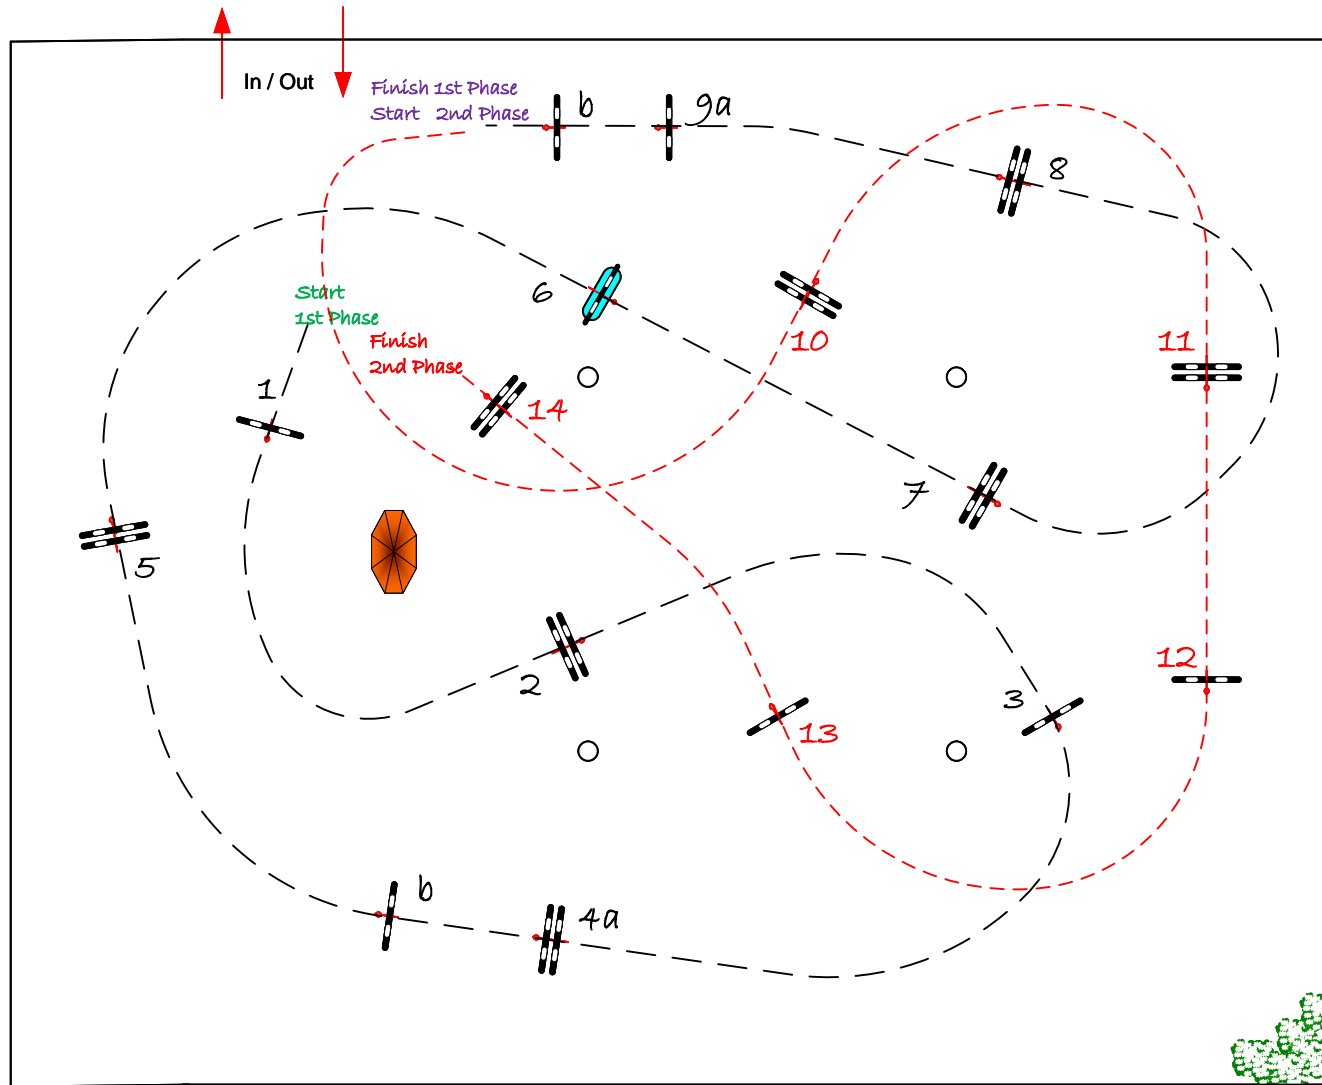 In / Out
Finish 1st Phase
Start 2nd Phase
b
9a
8
6
Start
1st Phase
Finish
2nd Phase
10
11
1
14
7
5
2
12
3
13
b
4a